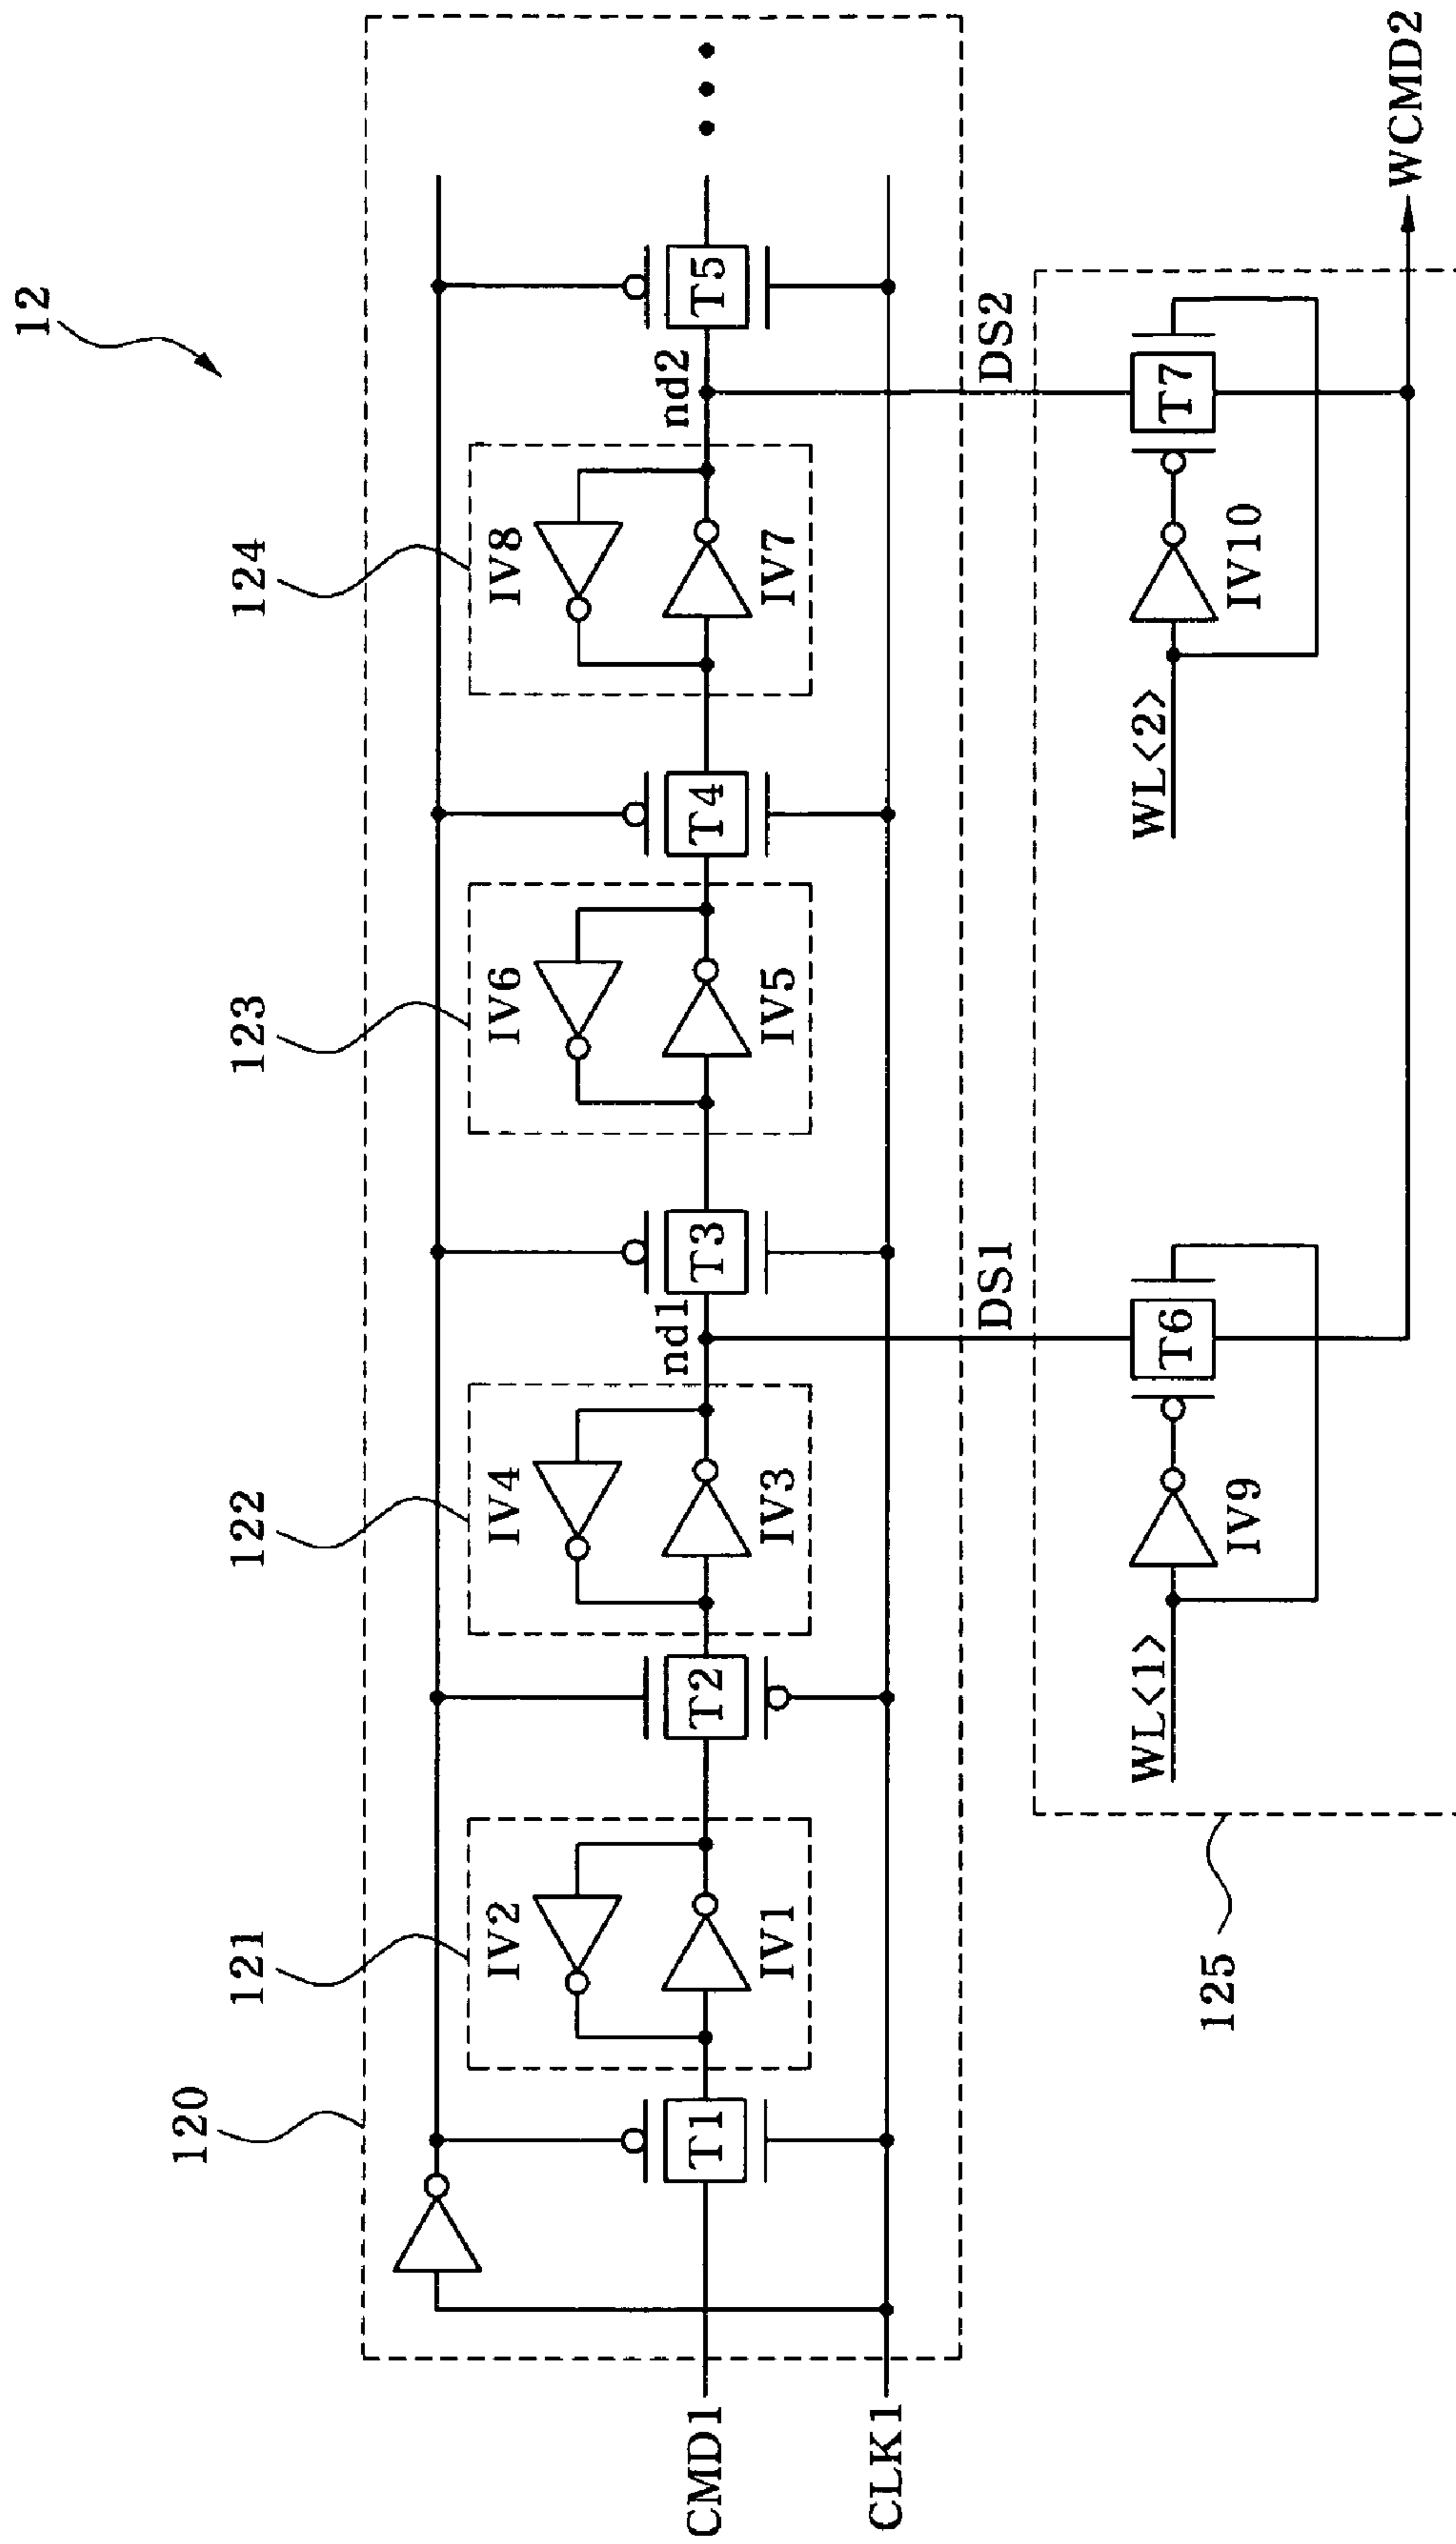 12
120
121
122
123
124
IV2
IV4
IV6
IV8
CMD1
T1
T2
T3
T4
T5
nd1
nd2
IV1
IV3
IV5
IV7
CLK1
DS1
DS2
125
WL<1>
IV9
T6
WL<2>
IV10
T7
WCMD2